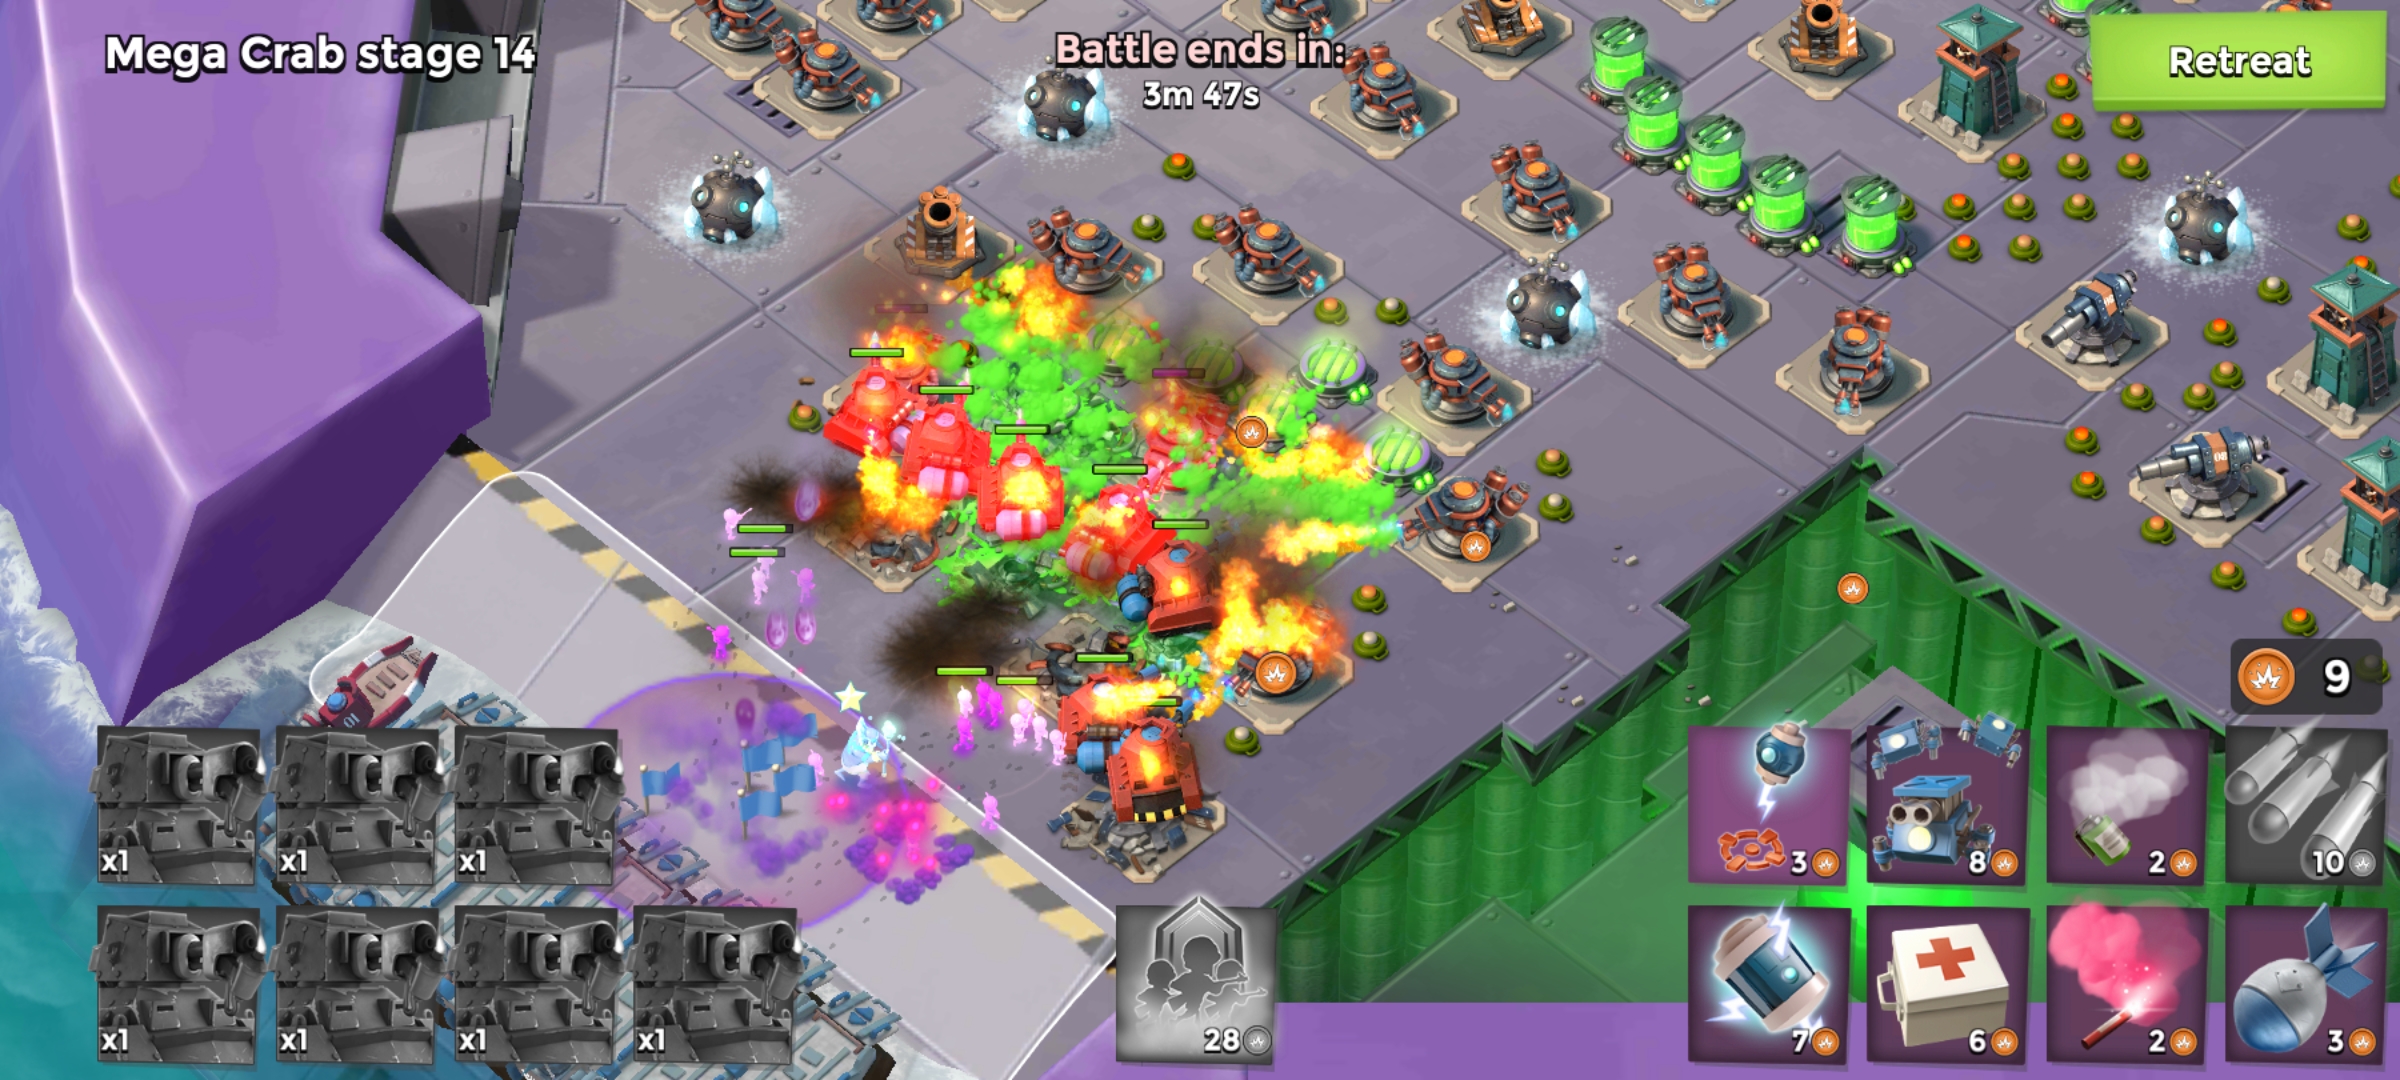 Mega Crab stage 14
Battle ends in:
3m 47s
Retreat
9
x1
x1
x1
3
8
2
10
x1
x1
x1
x1
28
7
6
2
3